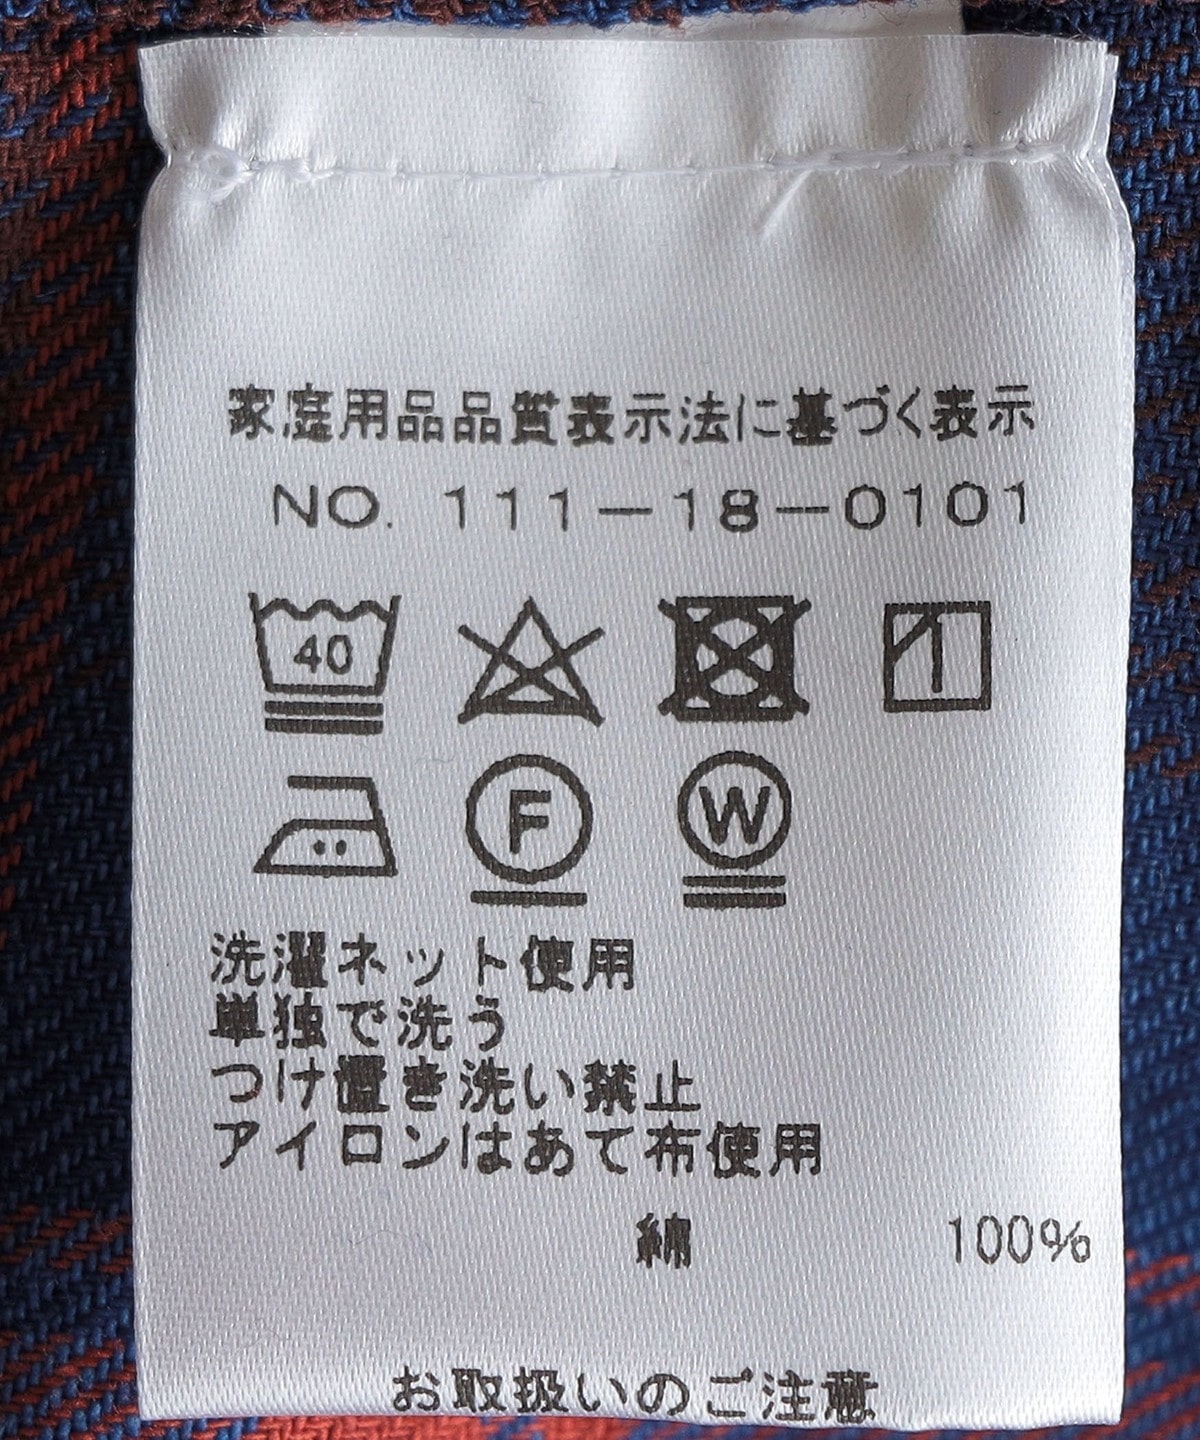 家庭用品品質表示法に基づく表示
NO. 111-18-0101
40
F W
洗濯ネット使用
単独で洗う
つけ置き洗い禁止
アイロンはあて布使用
綿 100%
お取扱いのご注意